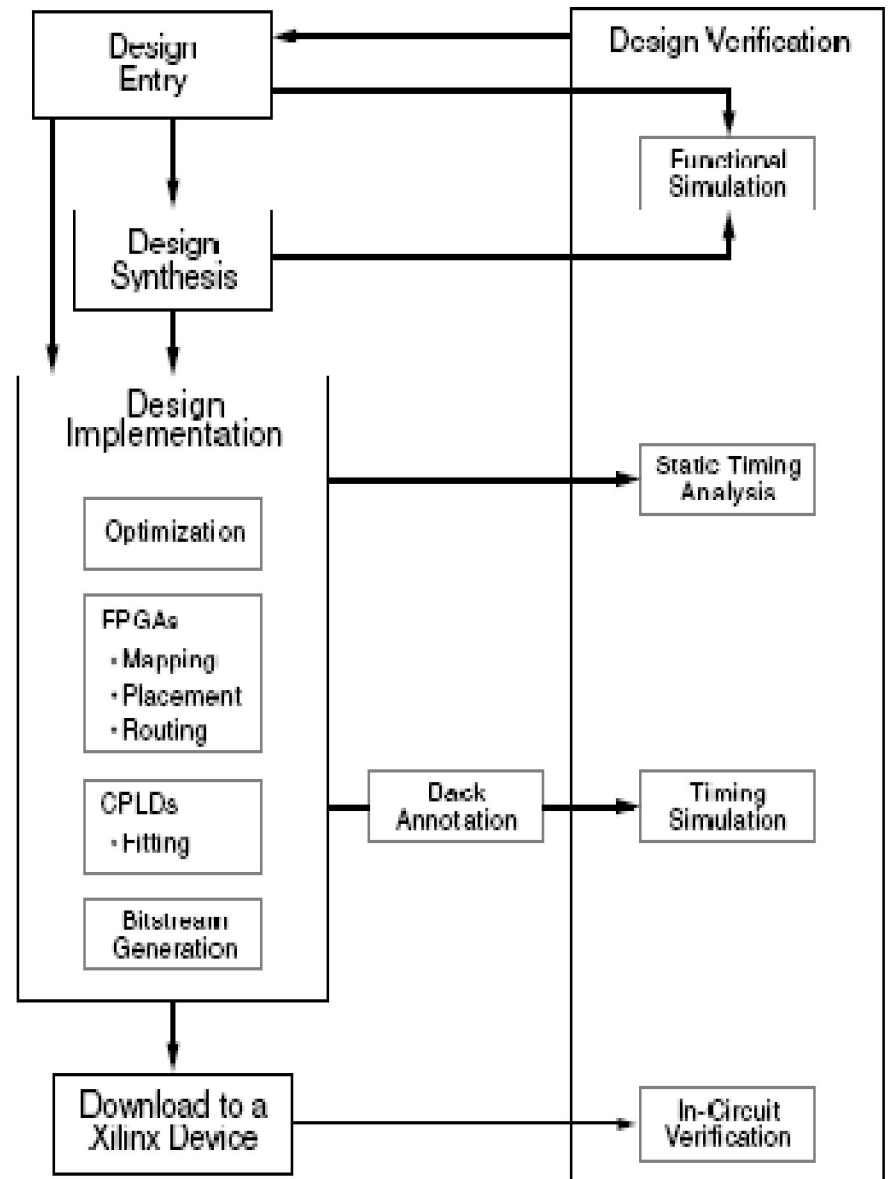 Design
Entry
Design Verification
Functional
Simulation
Design
Synthesis
Design
Implementation
Static Timing
Analysis
Optimization
FPGAs
· Mapping
· Placement
· Routing
CPLDs
· Fitting
Back
Annotation
Timing
Simulation
Bitstream
Generation
Download to a
Xilinx Device
In-Circuit
Verification